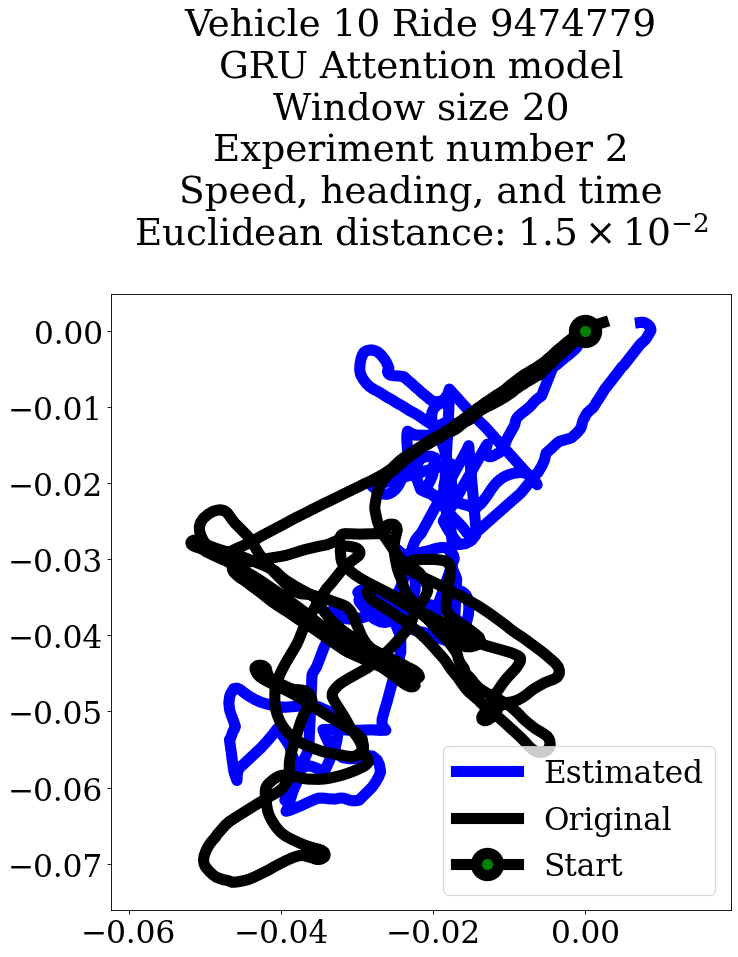 Vehicle 10 Ride 9474779
GRU Attention model
Window size 20
Experiment number 2
Speed, heading, and time
Euclidean distance: 1.5 × 10⁻²
0.00
−0.01
−0.02
−0.03
−0.04
−0.05
−0.06
−0.07
Estimated
Original
Start
−0.06 −0.04 −0.02 0.00